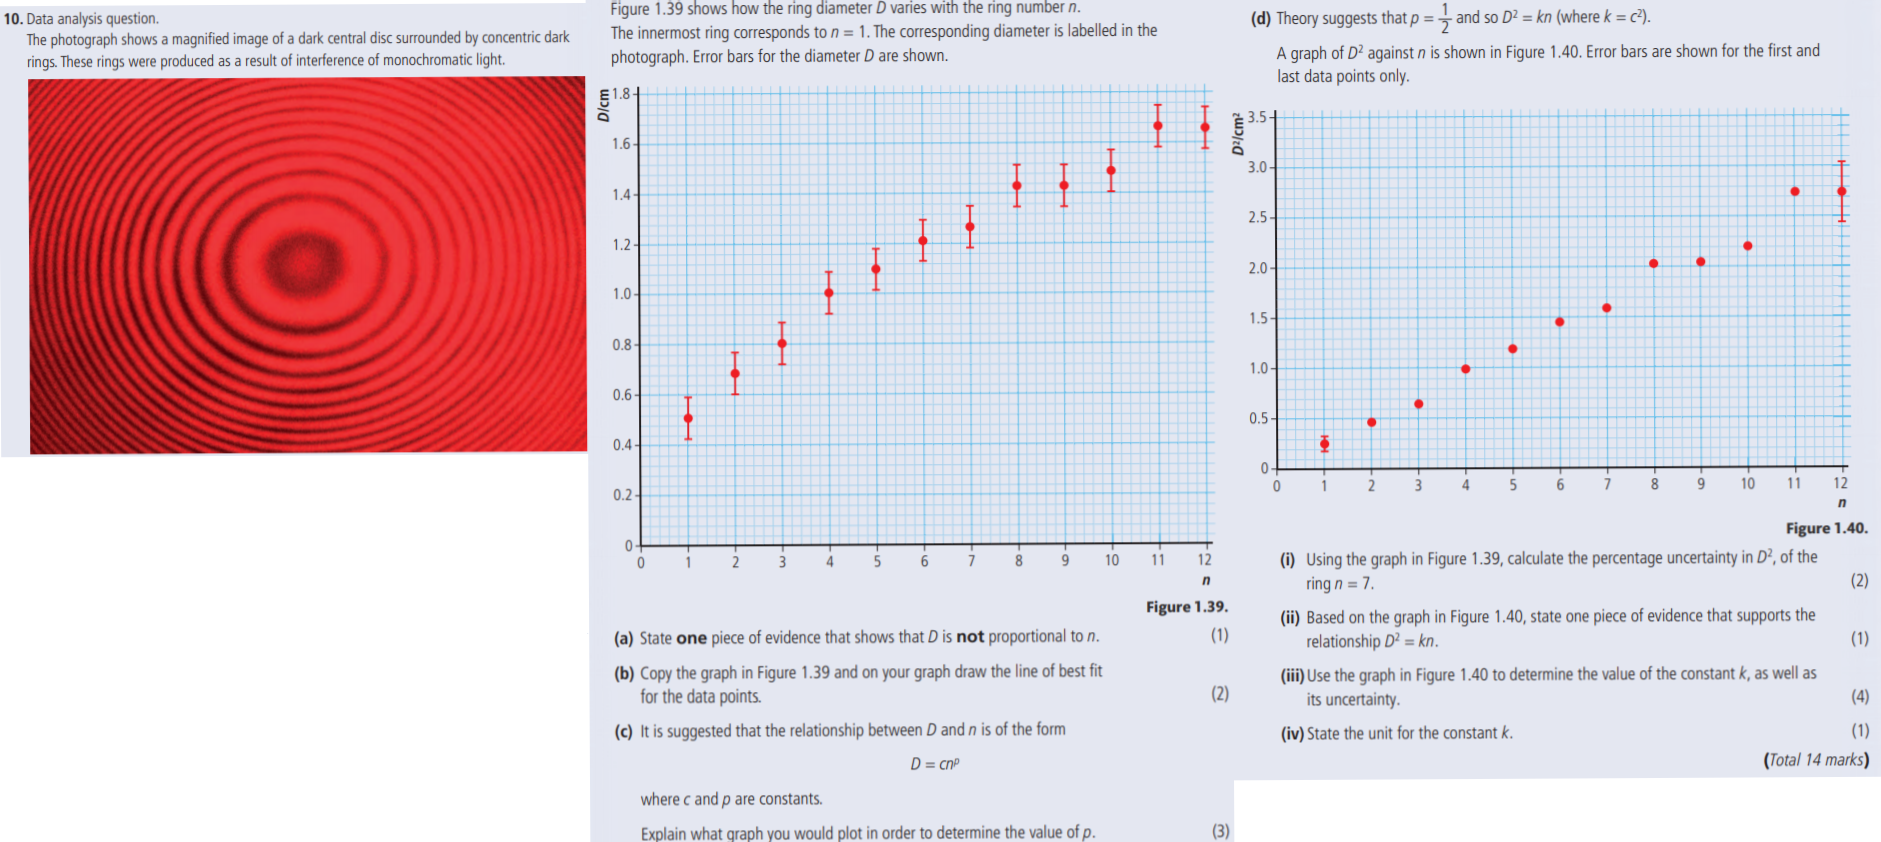 10. Data analysis question.
The photograph shows a magnified image of a dark central disc surrounded by concentric dark
rings. These rings were produced as a result of interference of monochromatic light.
Figure 1.39 shows how the ring diameter D varies with the ring number n.
The innermost ring corresponds to n = 1. The corresponding diameter is labelled in the
photograph. Error bars for the diameter D are shown.
D/cm
1.8
1.6
1.4
1.2
1.0
0.8
0.6
0.4
0.2
0
0 1 2 3 4 5 6 7 8 9 10 11 12
n
Figure 1.39.
(a) State one piece of evidence that shows that D is not proportional to n. (1)
(b) Copy the graph in Figure 1.39 and on your graph draw the line of best fit
for the data points. (2)
(c) It is suggested that the relationship between D and n is of the form
D = cnᵖ
where c and p are constants.
Explain what graph you would plot in order to determine the value of p. (3)
(d) Theory suggests that p = 1/2 and so D² = kn (where k = c²).
A graph of D² against n is shown in Figure 1.40. Error bars are shown for the first and
last data points only.
D²/cm²
3.5
3.0
2.5
2.0
1.5
1.0
0.5
0
0 1 2 3 4 5 6 7 8 9 10 11 12
n
Figure 1.40.
(i) Using the graph in Figure 1.39, calculate the percentage uncertainty in D², of the
ring n = 7. (2)
(ii) Based on the graph in Figure 1.40, state one piece of evidence that supports the
relationship D² = kn. (1)
(iii) Use the graph in Figure 1.40 to determine the value of the constant k, as well as
its uncertainty. (4)
(iv) State the unit for the constant k. (1)
(Total 14 marks)